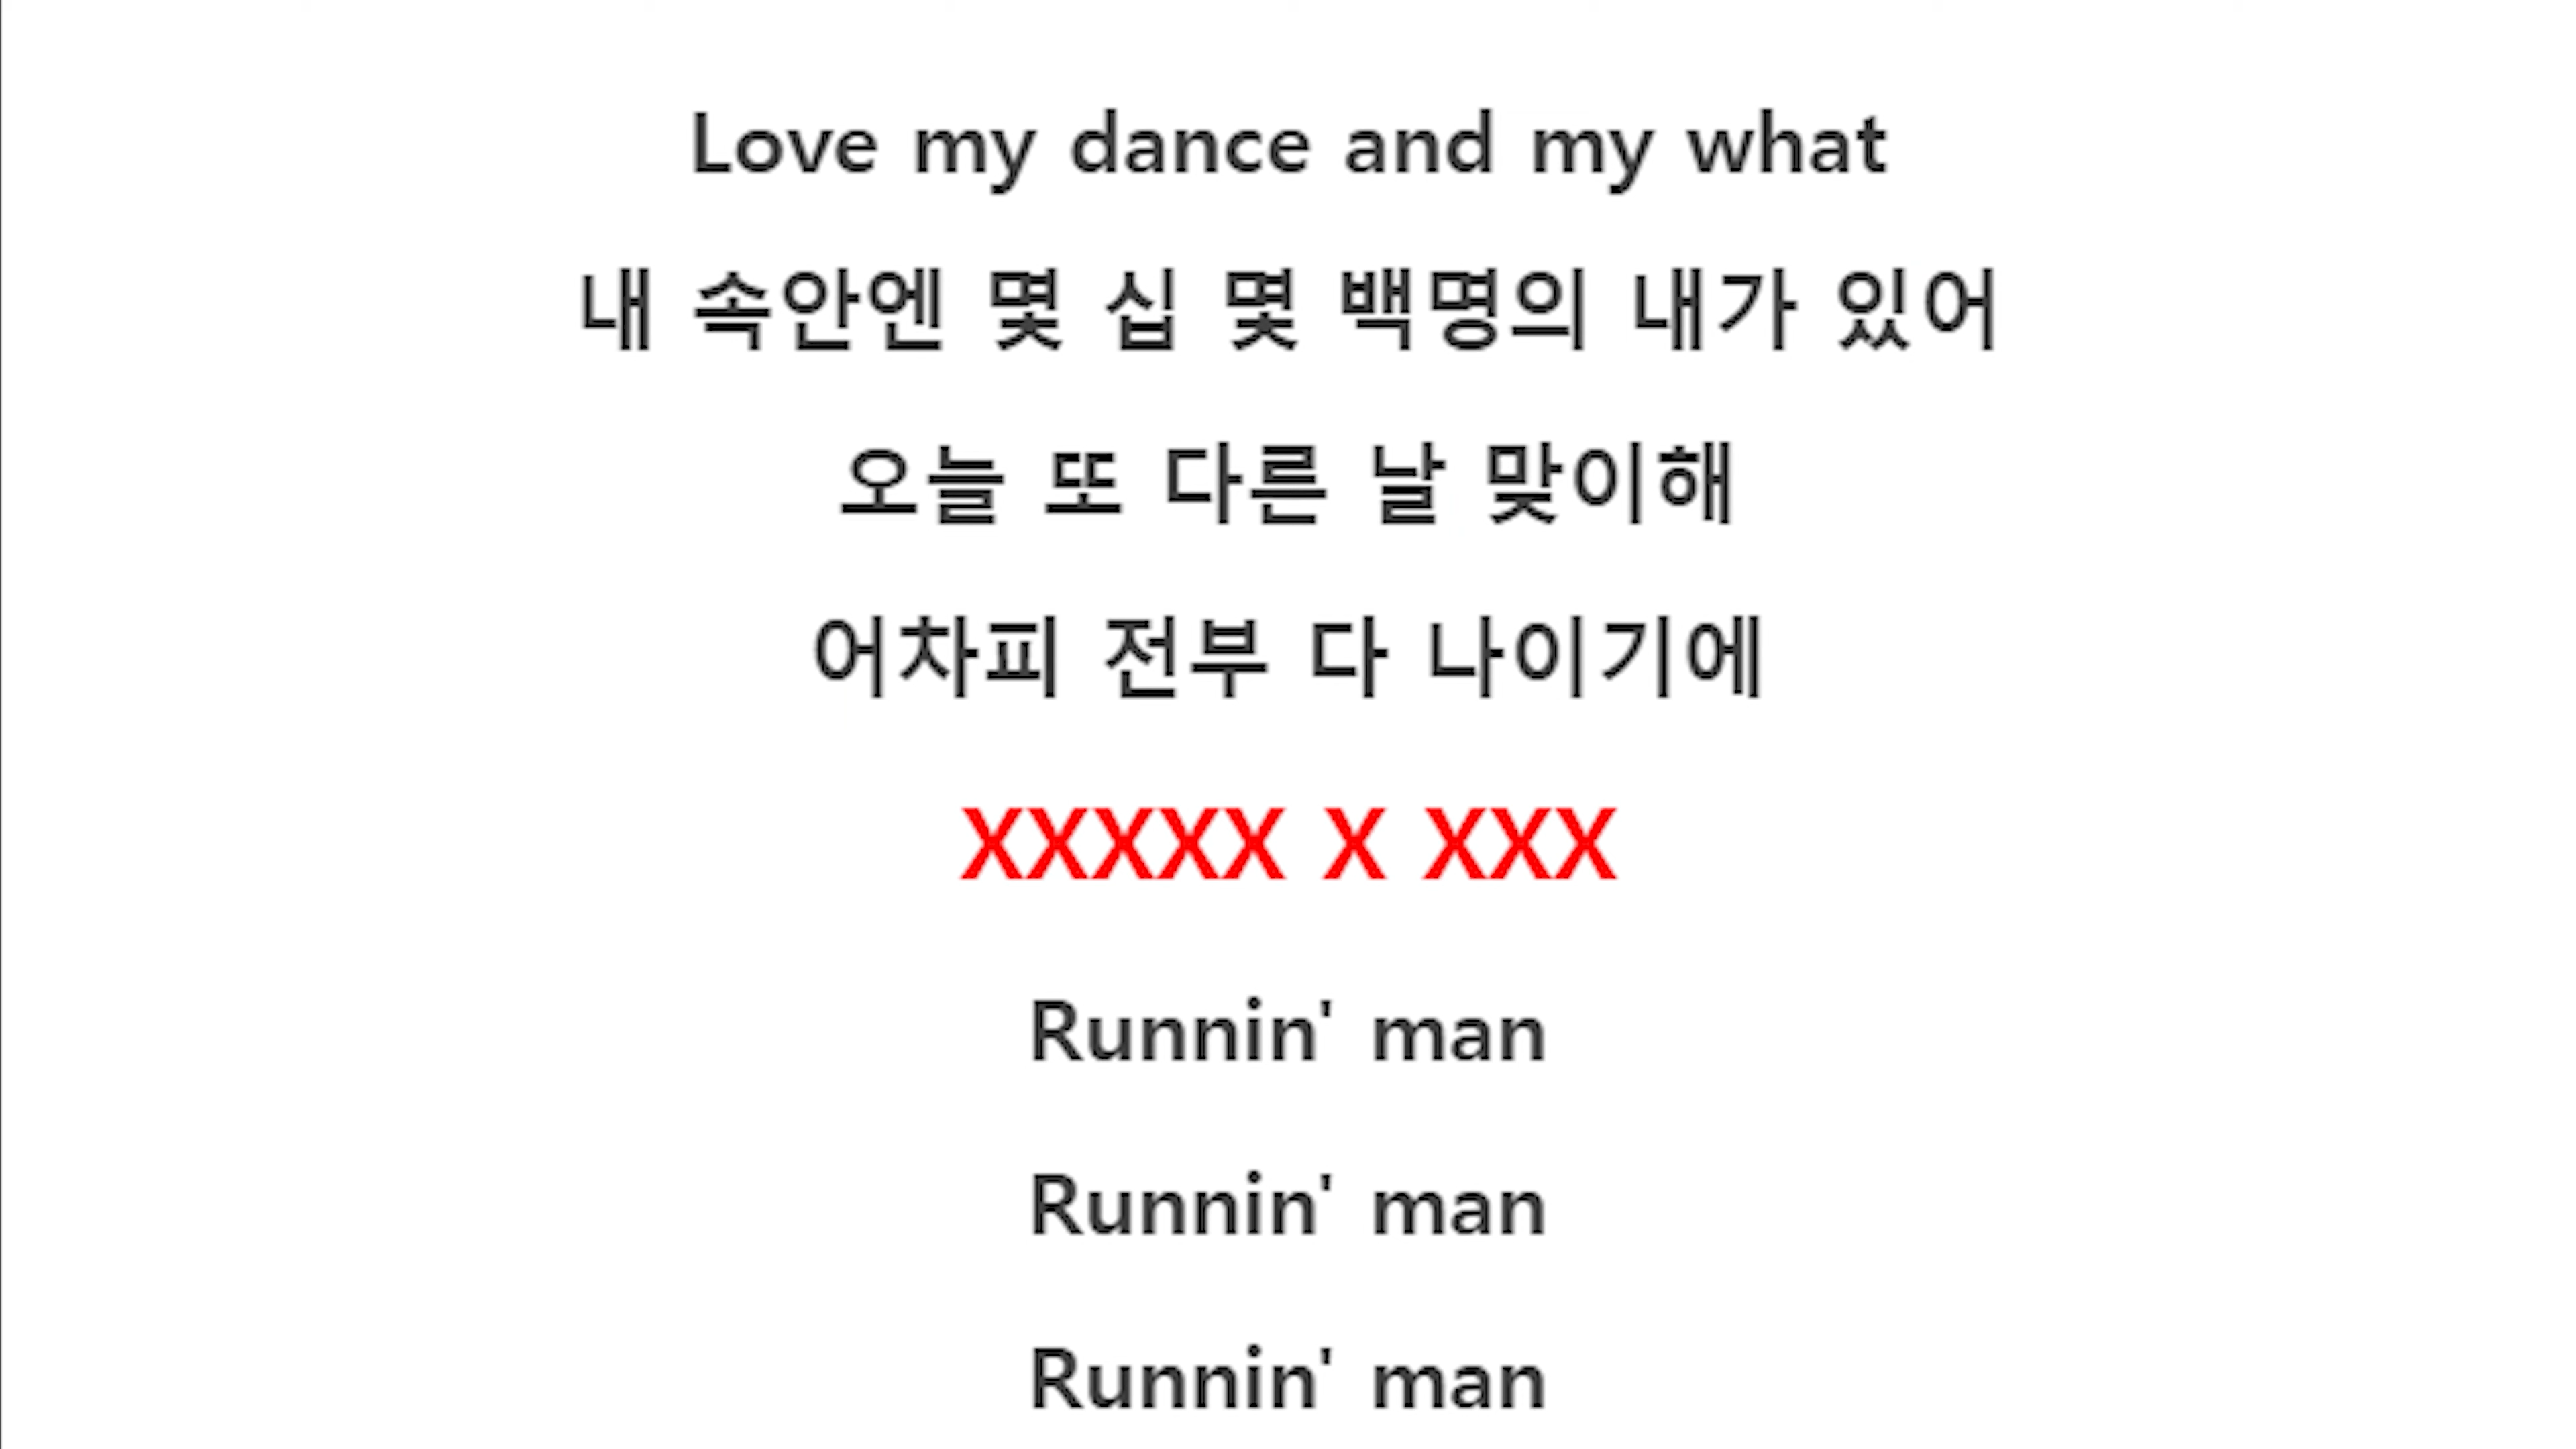 Love my dance and my what
내 속안엔 몇 십 몇 백명의 내가 있어
오늘 또 다른 날 맞이해
어차피 전부 다 나이기에
XXXXX X XXX
Runnin' man
Runnin' man
Runnin' man